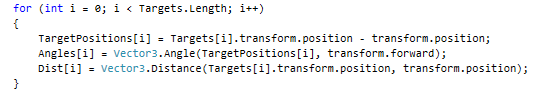 for (int i = 0; i < Targets.Length; i++)
{
TargetPositions[i] = Targets[i].transform.position - transform.position;
Angles[i] = Vector3.Angle(TargetPositions[i], transform.forward);
Dist[i] = Vector3.Distance(Targets[i].transform.position, transform.position);
}